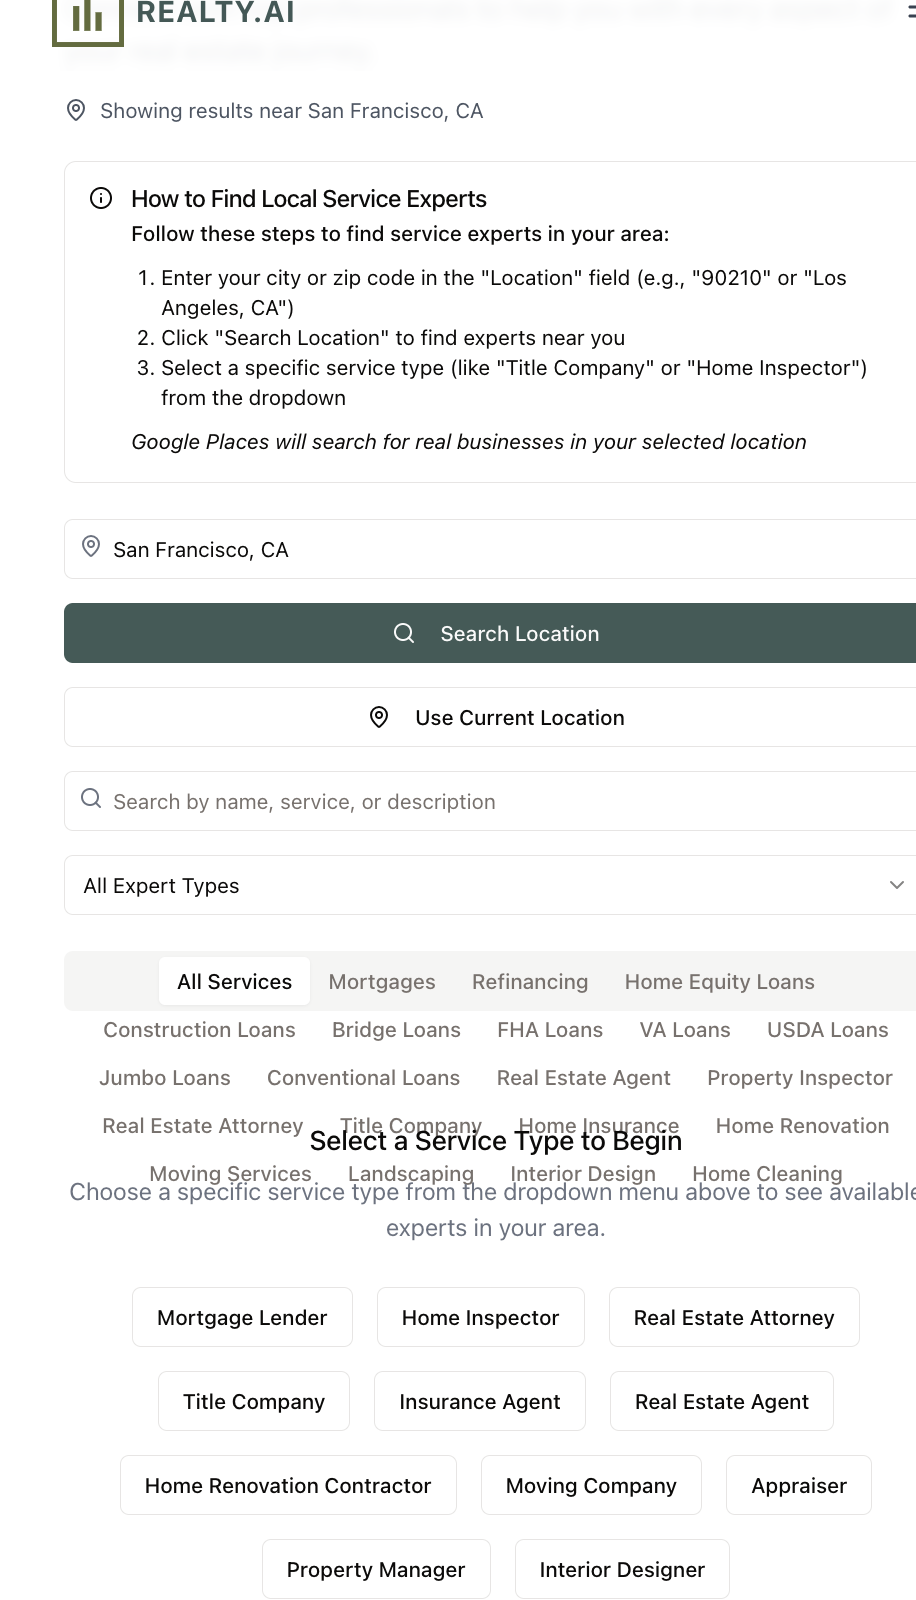 REALTY.AI
Showing results near San Francisco, CA
How to Find Local Service Experts
Follow these steps to find service experts in your area:
1. Enter your city or zip code in the "Location" field (e.g., "90210" or "Los
Angeles, CA")
2. Click "Search Location" to find experts near you
3. Select a specific service type (like "Title Company" or "Home Inspector")
from the dropdown
Google Places will search for real businesses in your selected location
San Francisco, CA
Search Location
Use Current Location
Search by name, service, or description
All Expert Types
All Services Mortgages Refinancing Home Equity Loans
Construction Loans Bridge Loans FHA Loans VA Loans USDA Loans
Jumbo Loans Conventional Loans Real Estate Agent Property Inspector
Real Estate Attorney Title Company Home Insurance Home Renovation
Select a Service Type to Begin
Moving Services Landscaping Interior Design Home Cleaning
Choose a specific service type from the dropdown menu above to see available
experts in your area.
Mortgage Lender Home Inspector Real Estate Attorney
Title Company Insurance Agent Real Estate Agent
Home Renovation Contractor Moving Company Appraiser
Property Manager Interior Designer